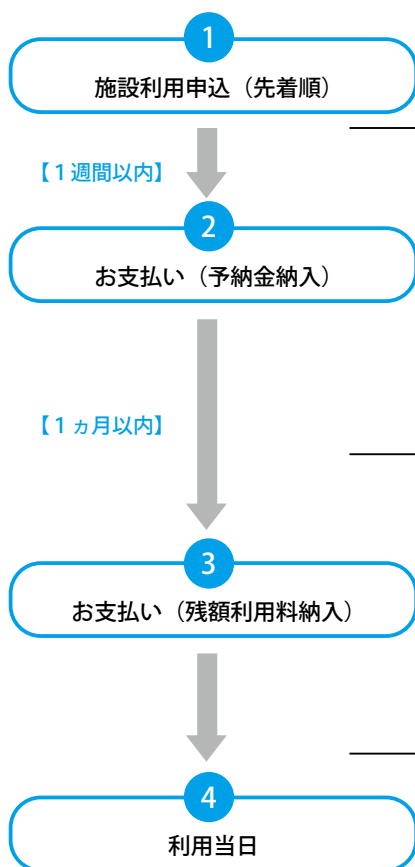 1
施設利用申込（先着順）
【１週間以内】
2
お支払い（予納金納入）
【１ヵ月以内】
3
お支払い（残額利用料納入）
4
利用当日